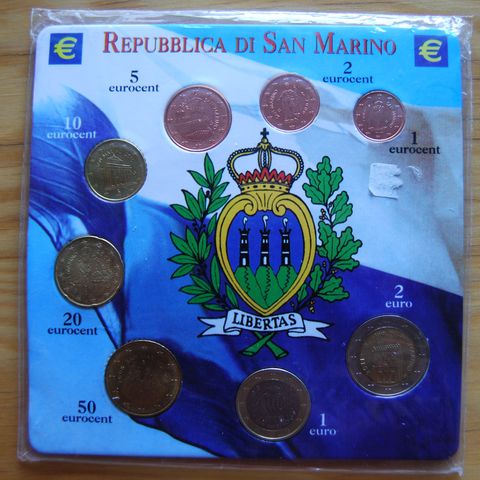 € REPUBBLICA DI SAN MARINO €
5
eurocent
2
eurocent
1
eurocent
10
eurocent
20
eurocent
50
eurocent
1
euro
2
euro
LIBERTAS